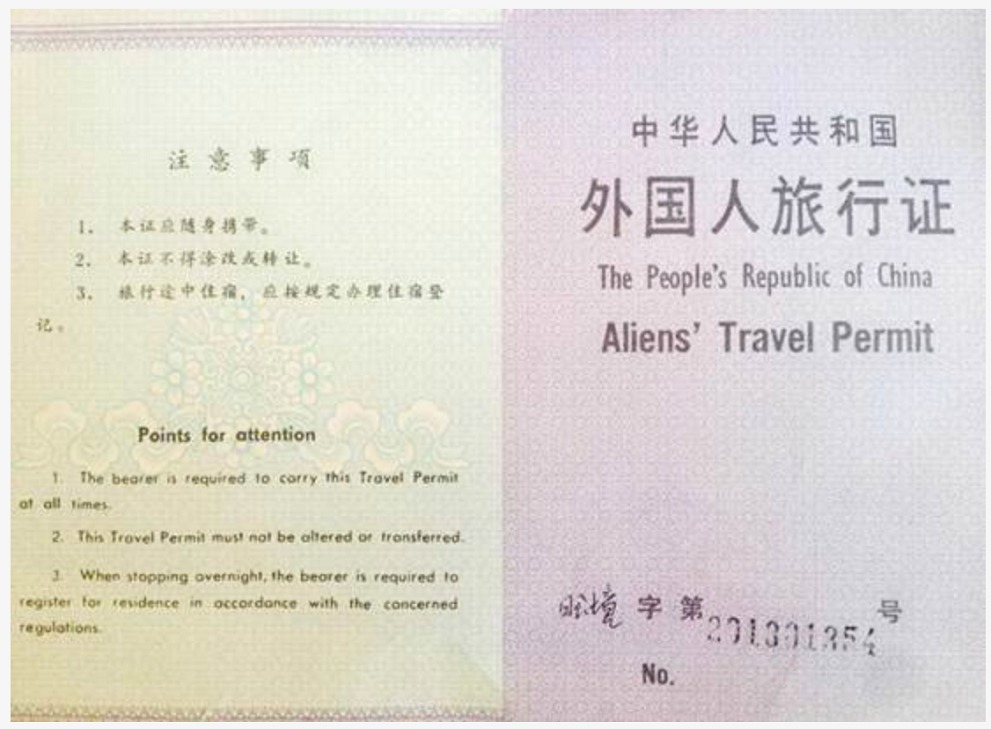 注意事项
1. 本证应随身携带。
2. 本证不得涂改或转让。
3. 旅行途中住宿，应按规定办理住宿登
记。
Points for attention
1. The bearer is required to carry this Travel Permit
at all times.
2. This Travel Permit must not be altered or transferred.
3. When stopping overnight, the bearer is required to
register for residence in accordance with the concerned
regulations.
中华人民共和国
外国人旅行证
The People's Republic of China
Aliens' Travel Permit
境 字 第 201301354 号
No.